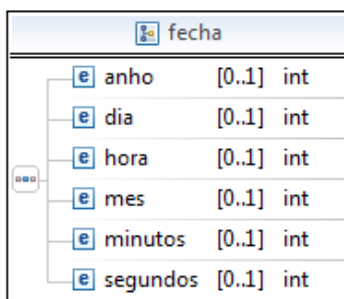 fecha
e anho [0..1] int
e dia [0..1] int
e hora [0..1] int
e mes [0..1] int
e minutos [0..1] int
e segundos [0..1] int